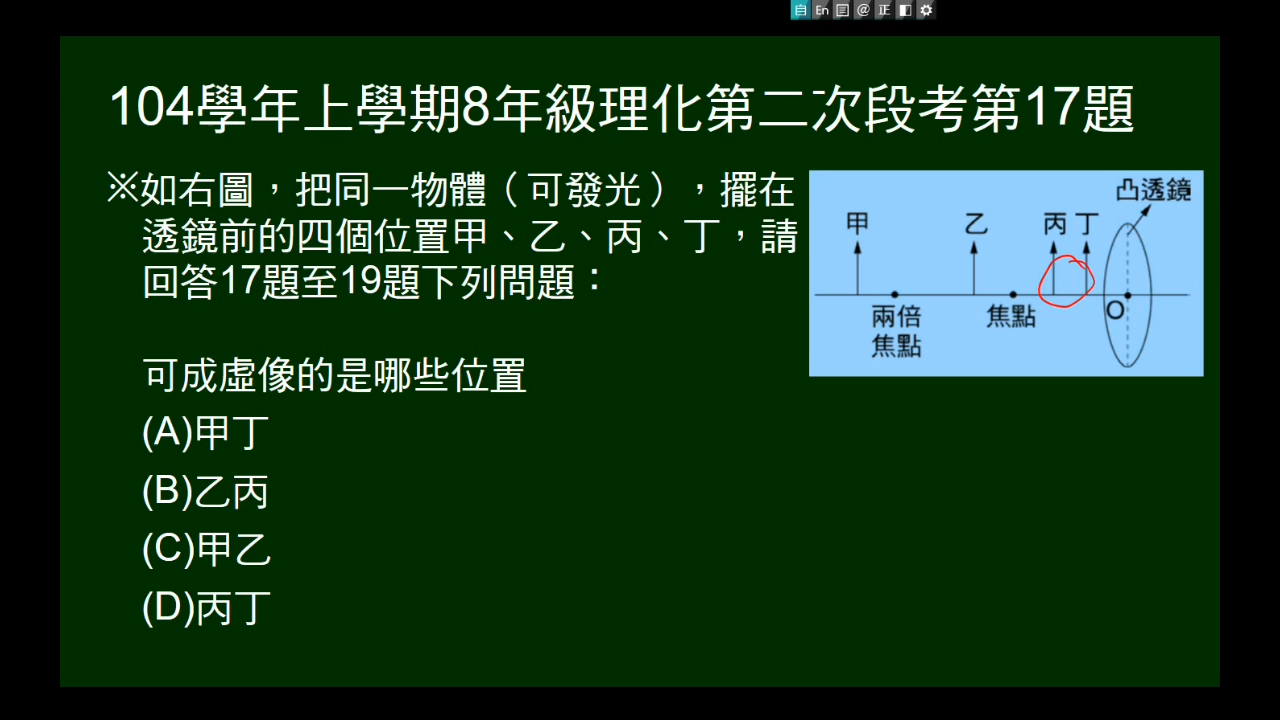 自 En @ 正
104學年上學期8年級理化第二次段考第17題
※如右圖，把同一物體（可發光），擺在
透鏡前的四個位置甲、乙、丙、丁，請
回答17題至19題下列問題：
可成虛像的是哪些位置
(A)甲丁
(B)乙丙
(C)甲乙
(D)丙丁
凸透鏡
甲 乙 丙 丁
兩倍 焦點 O
焦點